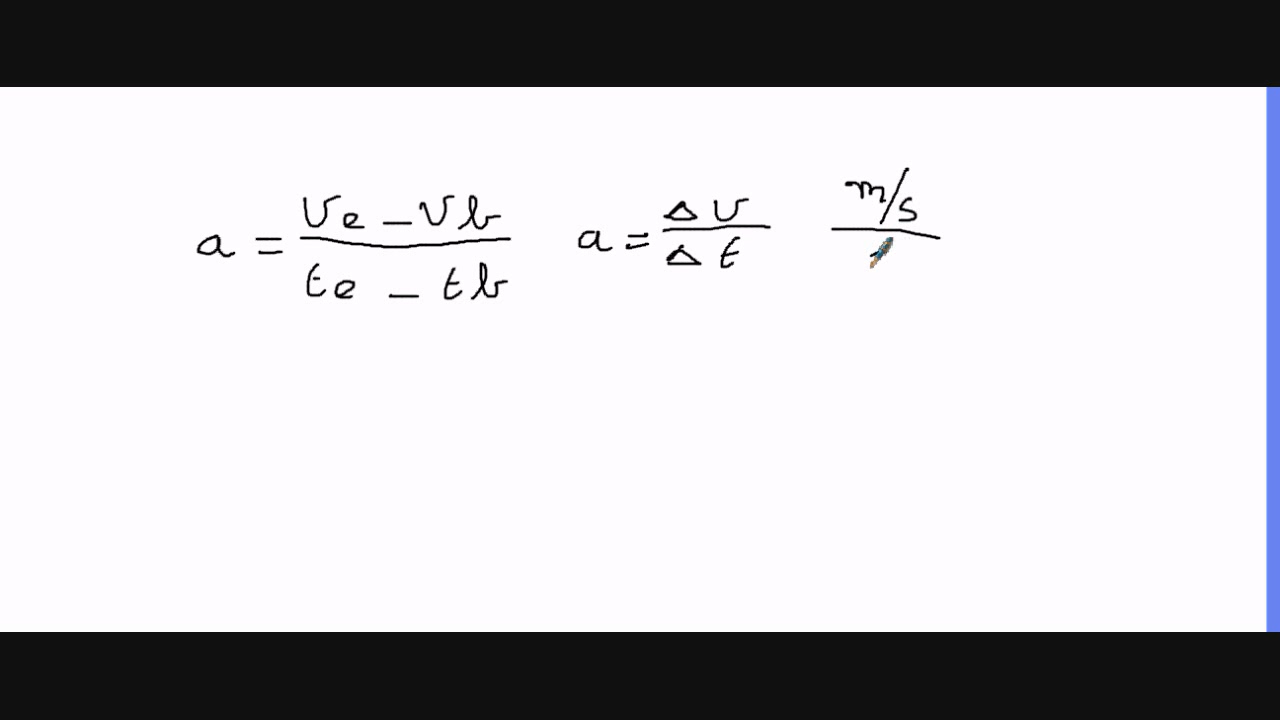 a = Ve - Vb / te - tb
a = Δv / Δt
m/s